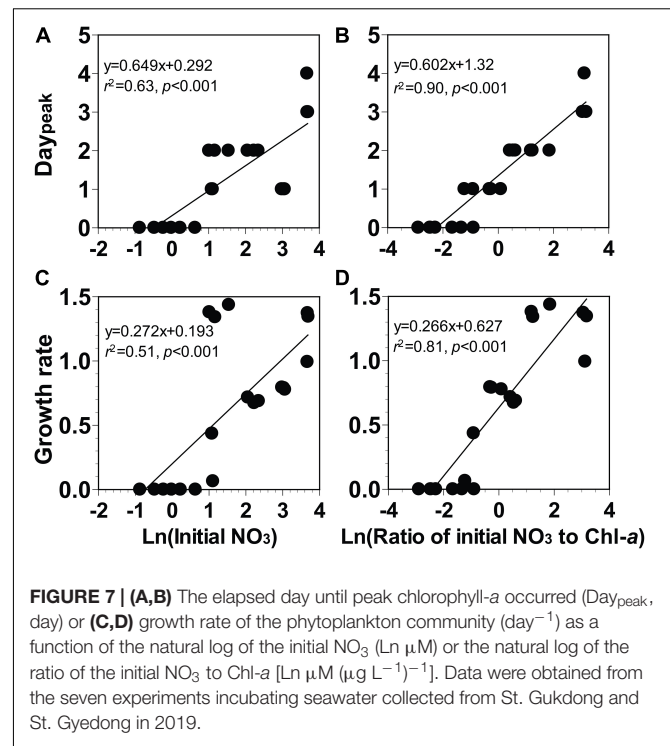 A
5
4
3
2
1
0
Daypeak
y=0.649x+0.292
r²=0.63, p<0.001
-2 -1 0 1 2 3 4
B
5
4
3
2
1
0
y=0.602x+1.32
r²=0.90, p<0.001
-4 -2 0 2 4
C
1.5
1.0
0.5
0.0
Growth rate
y=0.272x+0.193
r²=0.51, p<0.001
-2 -1 0 1 2 3 4
Ln(Initial NO₃)
D
1.5
1.0
0.5
0.0
y=0.266x+0.627
r²=0.81, p<0.001
-4 -2 0 2 4
Ln(Ratio of initial NO₃ to Chl-a)
FIGURE 7 | (A,B) The elapsed day until peak chlorophyll-a occurred (Daypeak,
day) or (C,D) growth rate of the phytoplankton community (day⁻¹) as a
function of the natural log of the initial NO₃ (Ln μM) or the natural log of the
ratio of the initial NO₃ to Chl-a [Ln μM (μg L⁻¹)⁻¹]. Data were obtained from
the seven experiments incubating seawater collected from St. Gukdong and
St. Gyedong in 2019.